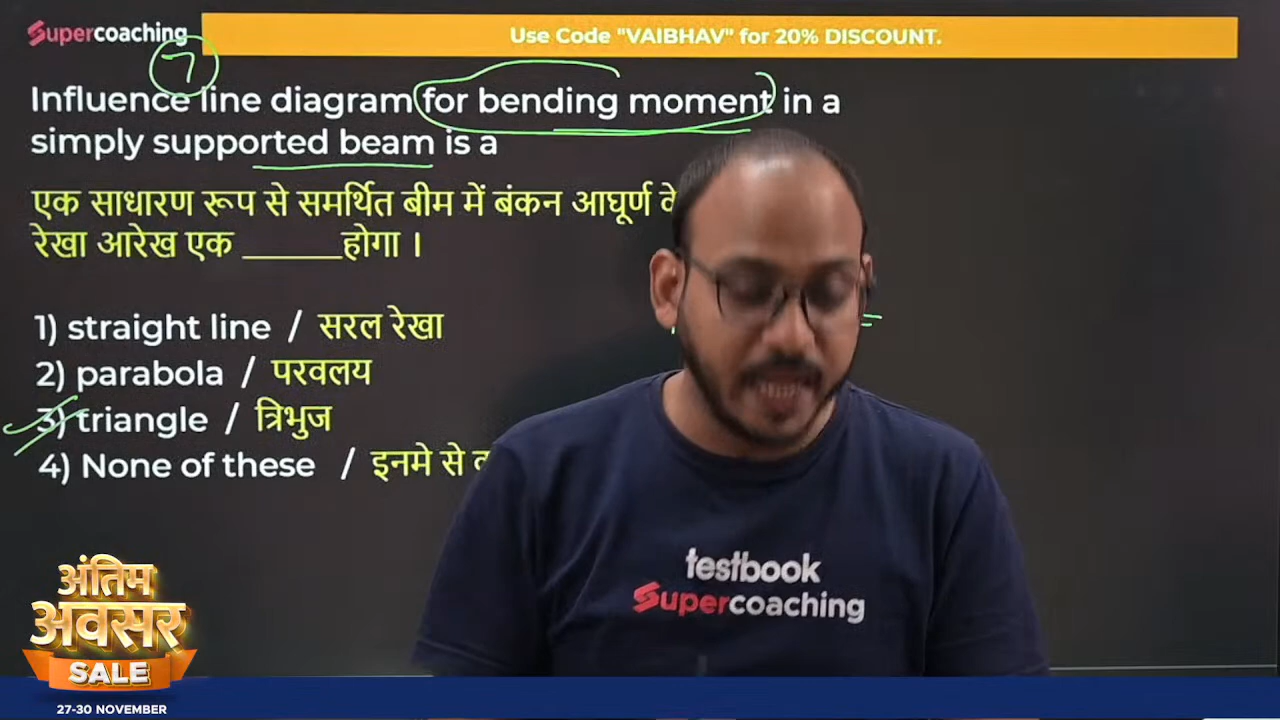 Supercoaching
Use Code "VAIBHAV" for 20% DISCOUNT.
7
Influence line diagram for bending moment in a
simply supported beam is a
एक साधारण रूप से समर्थित बीम में बंकन आघूर्ण के
रेखा आरेख एक ______होगा ।
1) straight line / सरल रेखा
2) parabola / परवलय
3) triangle / त्रिभुज
4) None of these / इनमे से
testbook
Supercoaching
अंतिम
अवसर
SALE
27-30 NOVEMBER